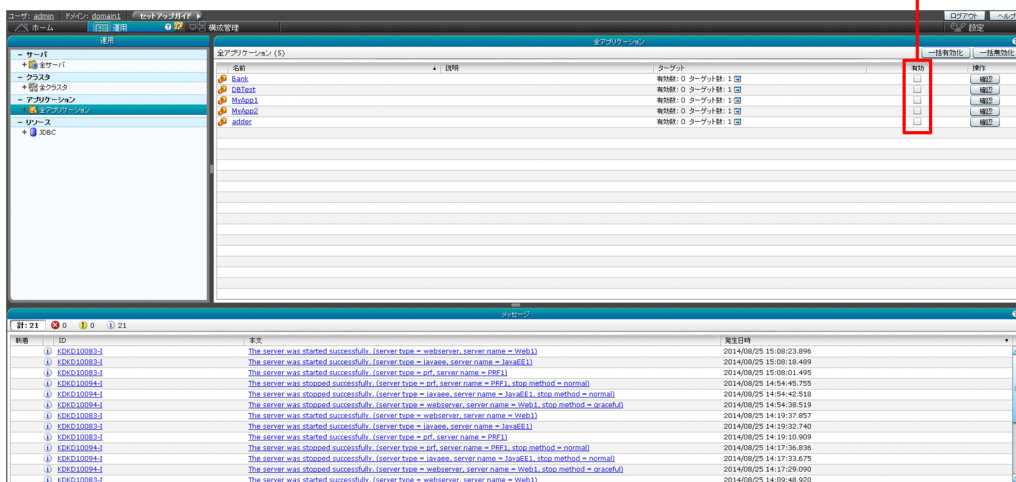 ユーザ: admin ドメイン: domain1 セットアップガイド ログアウト ヘルプ
ホーム 運用 構成管理 設定
運用
− サーバ
+ 全サーバ
− クラスタ
+ 全クラスタ
− アプリケーション
+ 全アプリケーション
− リソース
+ JDBC
全アプリケーション
全アプリケーション (5) 一括有効化 一括無効化
名前 説明 ターゲット 有効 操作
Bank 有効数: 0 ターゲット数: 1 確認
DBTest 有効数: 0 ターゲット数: 1 確認
MyApp1 有効数: 0 ターゲット数: 1 確認
MyApp2 有効数: 0 ターゲット数: 1 確認
adder 有効数: 0 ターゲット数: 1 確認
メッセージ
計: 21 0 0 21
新着 ID 本文 発生日時
KDKD10083-I The server was started successfully. (server type = webserver, server name = Web1) 2014/08/25 15:08:23.896
KDKD10083-I The server was started successfully. (server type = javaee, server name = JavaEE1) 2014/08/25 15:08:18.489
KDKD10083-I The server was started successfully. (server type = prf, server name = PRF1) 2014/08/25 15:08:01.495
KDKD10094-I The server was stopped successfully. (server type = prf, server name = PRF1, stop method = normal) 2014/08/25 14:54:45.755
KDKD10094-I The server was stopped successfully. (server type = javaee, server name = JavaEE1, stop method = normal) 2014/08/25 14:54:42.518
KDKD10094-I The server was stopped successfully. (server type = webserver, server name = Web1, stop method = graceful) 2014/08/25 14:54:38.519
KDKD10083-I The server was started successfully. (server type = webserver, server name = Web1) 2014/08/25 14:19:37.857
KDKD10083-I The server was started successfully. (server type = javaee, server name = JavaEE1) 2014/08/25 14:19:32.740
KDKD10083-I The server was started successfully. (server type = prf, server name = PRF1) 2014/08/25 14:19:10.909
KDKD10094-I The server was stopped successfully. (server type = prf, server name = PRF1, stop method = normal) 2014/08/25 14:17:36.836
KDKD10094-I The server was stopped successfully. (server type = javaee, server name = JavaEE1, stop method = normal) 2014/08/25 14:17:33.675
KDKD10094-I The server was stopped successfully. (server type = webserver, server name = Web1, stop method = graceful) 2014/08/25 14:17:29.090
KDKD10083-I The server was started successfully. (server type = webserver, server name = Web1) 2014/08/25 14:09:48.920